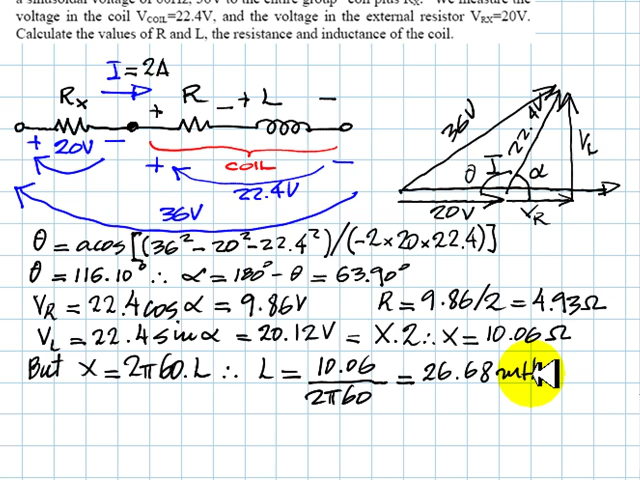 a sinusoidal voltage of 60Hz, 36V to the entire group "coil plus Rx." We measure the
voltage in the coil VCOIL=22.4V, and the voltage in the external resistor VRX=20V.
Calculate the values of R and L, the resistance and inductance of the coil.
I = 2A
Rx + R - + L -
+ 20V - COIL
+ 22.4V -
36V
36V 22.4V VL
θ I α
20V VR
θ = acos[(36²-20²-22.4²)/(-2×20×22.4)]
θ = 116.10° ∴ α = 180° - θ = 63.90°
VR = 22.4 cos α = 9.86V R = 9.86/2 = 4.93Ω
VL = 22.4 sin α = 20.12V = X.2 ∴ X = 10.06Ω
But X = 2π60.L ∴ L = 10.06/2π60 = 26.68 mH